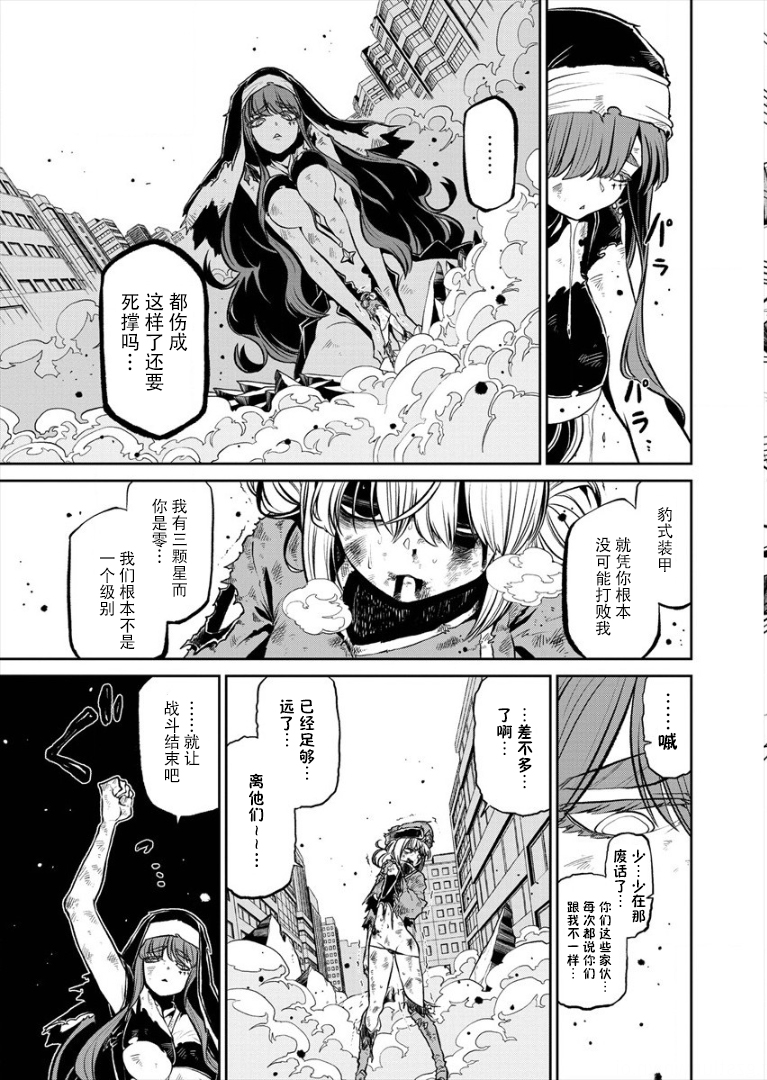 パラ
パラ
…
都伤成
这样了还要
死撑吗…
豹式装甲
就凭你根本
没可能打败我
我有三颗星而
你是零…
我们根本不是
一个级别
……嘁
少…少在那
废话了…
你们这些家伙
每次都说你们
跟我不一样…
…差不多…
了啊…
已经足够
远了…
离他们~~…
……就让
战斗结束吧
ぐぐ